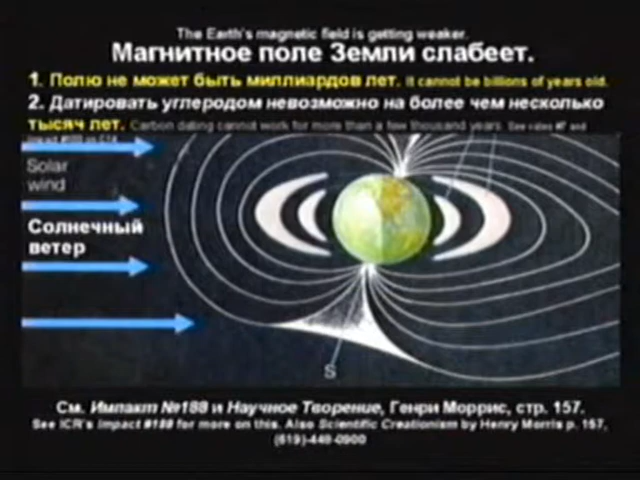 The Earth's magnetic field is getting weaker.
Магнитное поле Земли слабеет.
1. Полю не может быть миллиардов лет. It cannot be billions of years old.
2. Датировать углеродом невозможно на более чем несколько
тысяч лет. Carbon dating cannot work for more than a few thousand years. See video #7 and
Solar
wind
Солнечный
ветер
S
См. Импакт №188 и Научное Творение, Генри Моррис, стр. 157.
See ICR's Impact #188 for more on this. Also Scientific Creationism by Henry Morris p. 157,
(619)-448-0900